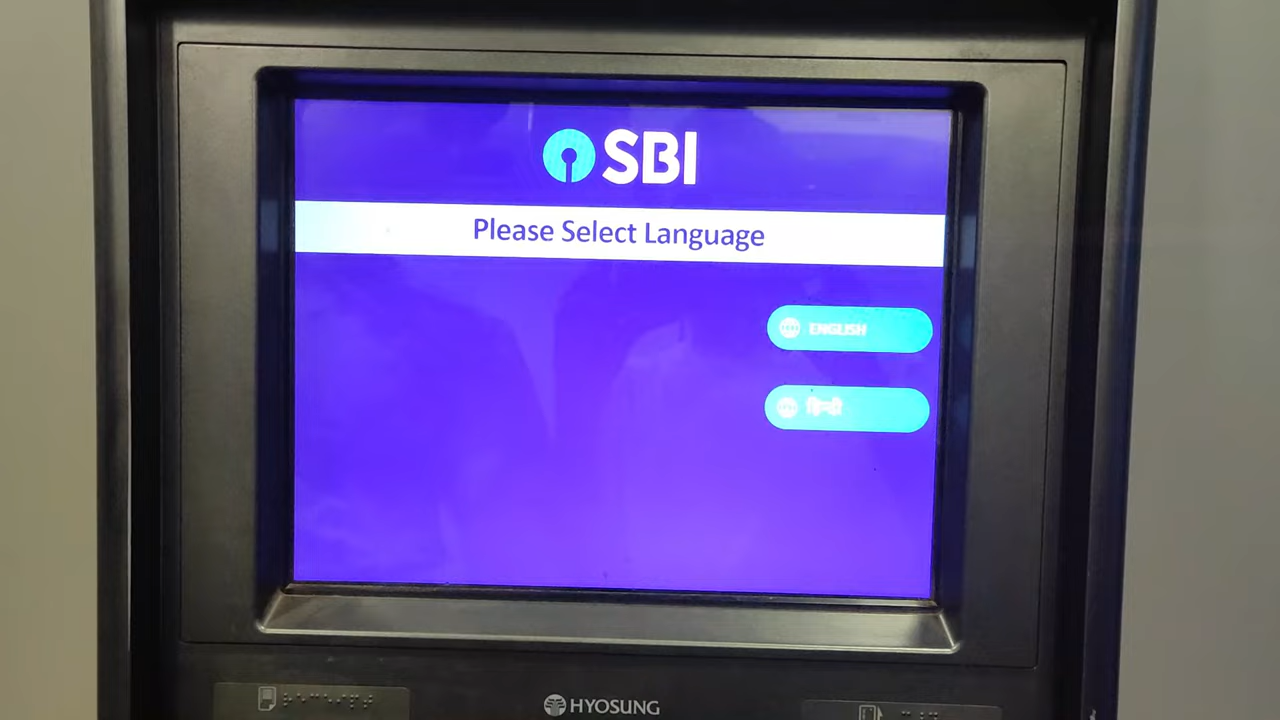 SBI
Please Select Language
ENGLISH
हिन्दी
HYOSUNG